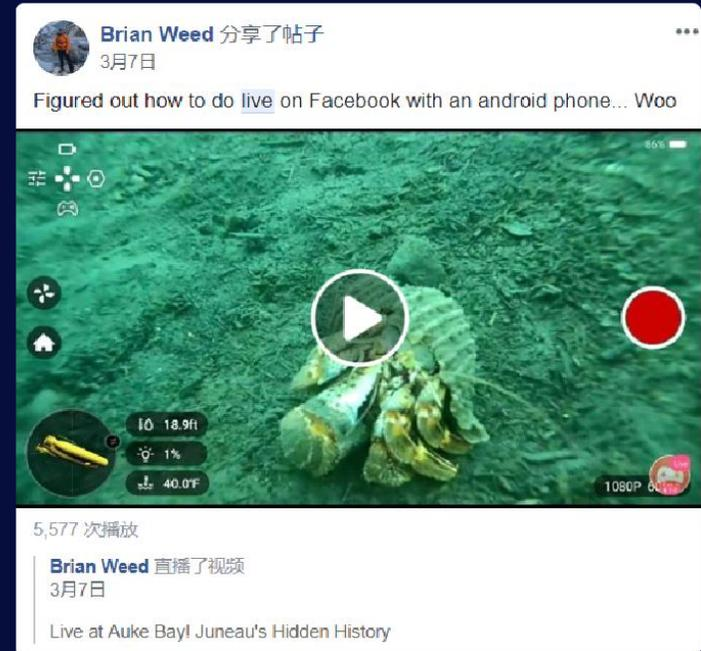 Brian Weed 分享了帖子
3月7日
Figured out how to do live on Facebook with an android phone... Woo
86%
18.9ft
1%
40.0°F
Live
1080P
5,577 次播放
Brian Weed 直播了视频
3月7日
Live at Auke Bay! Juneau's Hidden History